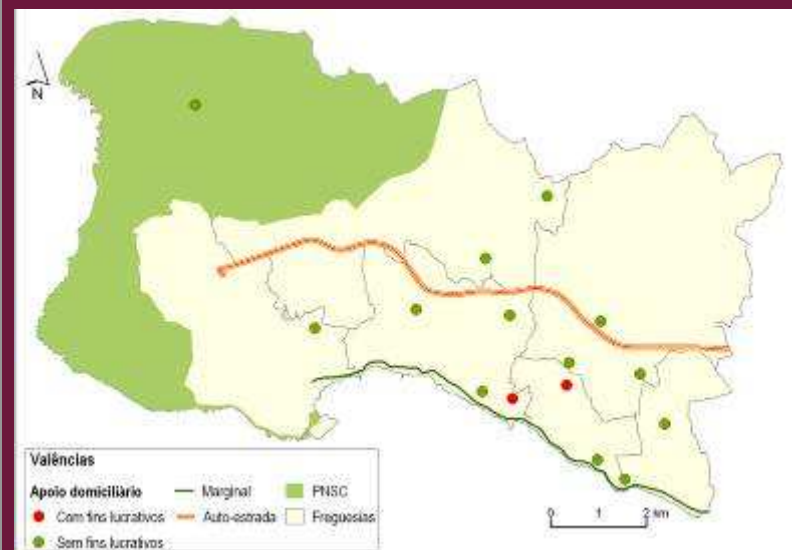 N
Valências
Apoio domiciliário
Com fins lucrativos
Sem fins lucrativos
Marginal
Auto-estrada
PNSC
Freguesias
0 1 2 km